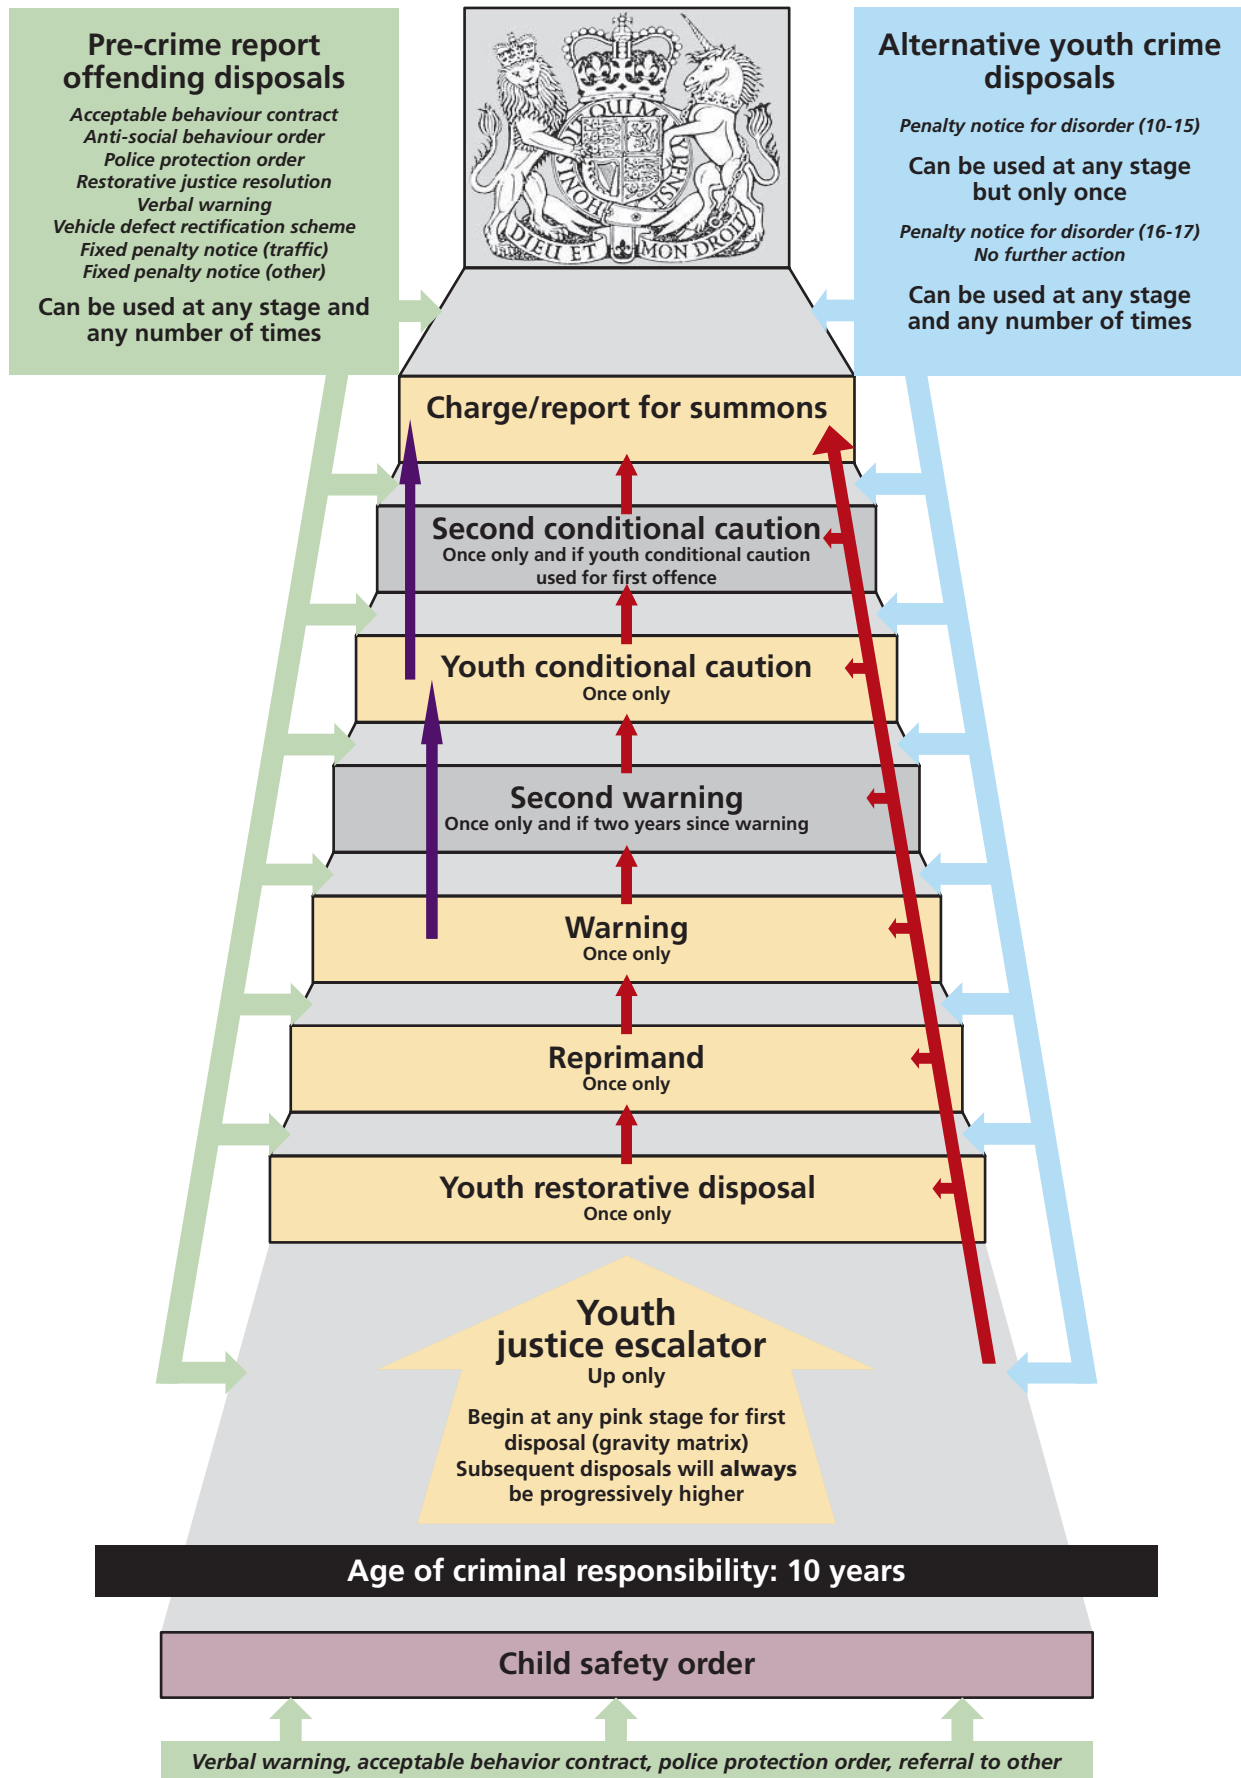 Pre-crime report
offending disposals
Acceptable behaviour contract
Anti-social behaviour order
Police protection order
Restorative justice resolution
Verbal warning
Vehicle defect rectification scheme
Fixed penalty notice (traffic)
Fixed penalty notice (other)
Can be used at any stage and
any number of times
QUI M
PENSE
HONI SO
DIEU ET MON DROIT
Alternative youth crime
disposals
Penalty notice for disorder (10-15)
Can be used at any stage
but only once
Penalty notice for disorder (16-17)
No further action
Can be used at any stage
and any number of times
Charge/report for summons
Second conditional caution
Once only and if youth conditional caution
used for first offence
Youth conditional caution
Once only
Second warning
Once only and if two years since warning
Warning
Once only
Reprimand
Once only
Youth restorative disposal
Once only
Youth
justice escalator
Up only
Begin at any pink stage for first
disposal (gravity matrix)
Subsequent disposals will always
be progressively higher
Age of criminal responsibility: 10 years
Child safety order
Verbal warning, acceptable behavior contract, police protection order, referral to other